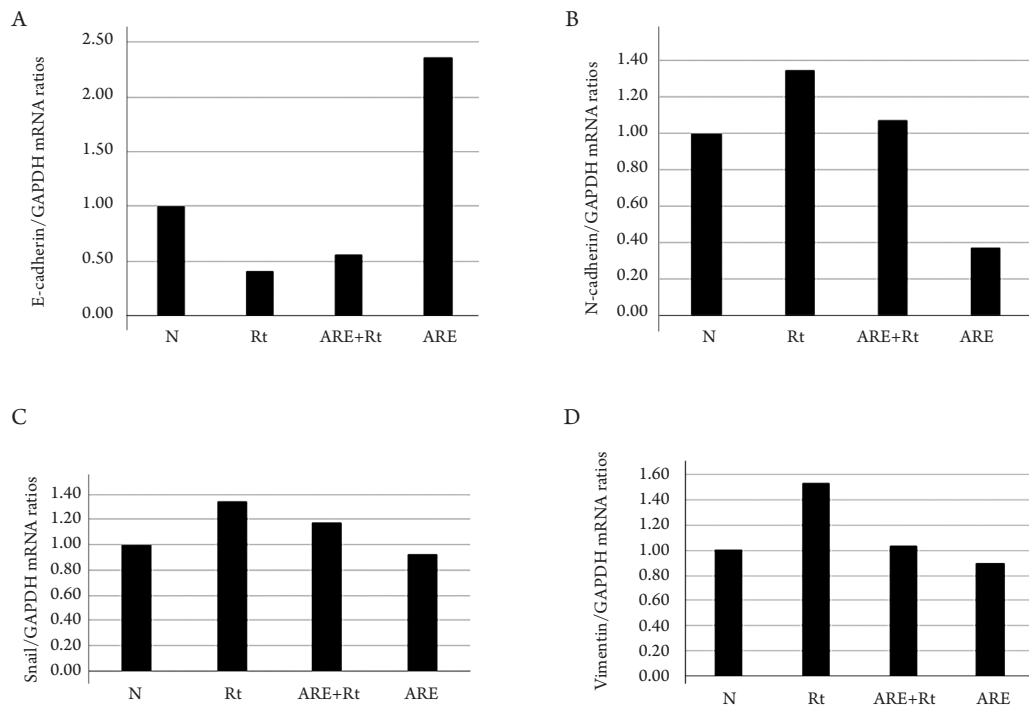 A
E-cadherin/GAPDH mRNA ratios
2.50
2.00
1.50
1.00
0.50
0.00
N Rt ARE+Rt ARE
B
N-cadherin/GAPDH mRNA ratios
1.40
1.20
1.00
0.80
0.60
0.40
0.20
0.00
N Rt ARE+Rt ARE
C
Snail/GAPDH mRNA ratios
1.40
1.20
1.00
0.80
0.60
0.40
0.20
0.00
N Rt ARE+Rt ARE
D
Vimentin/GAPDH mRNA ratios
1.60
1.40
1.20
1.00
0.80
0.60
0.40
0.20
0.00
N Rt ARE+Rt ARE